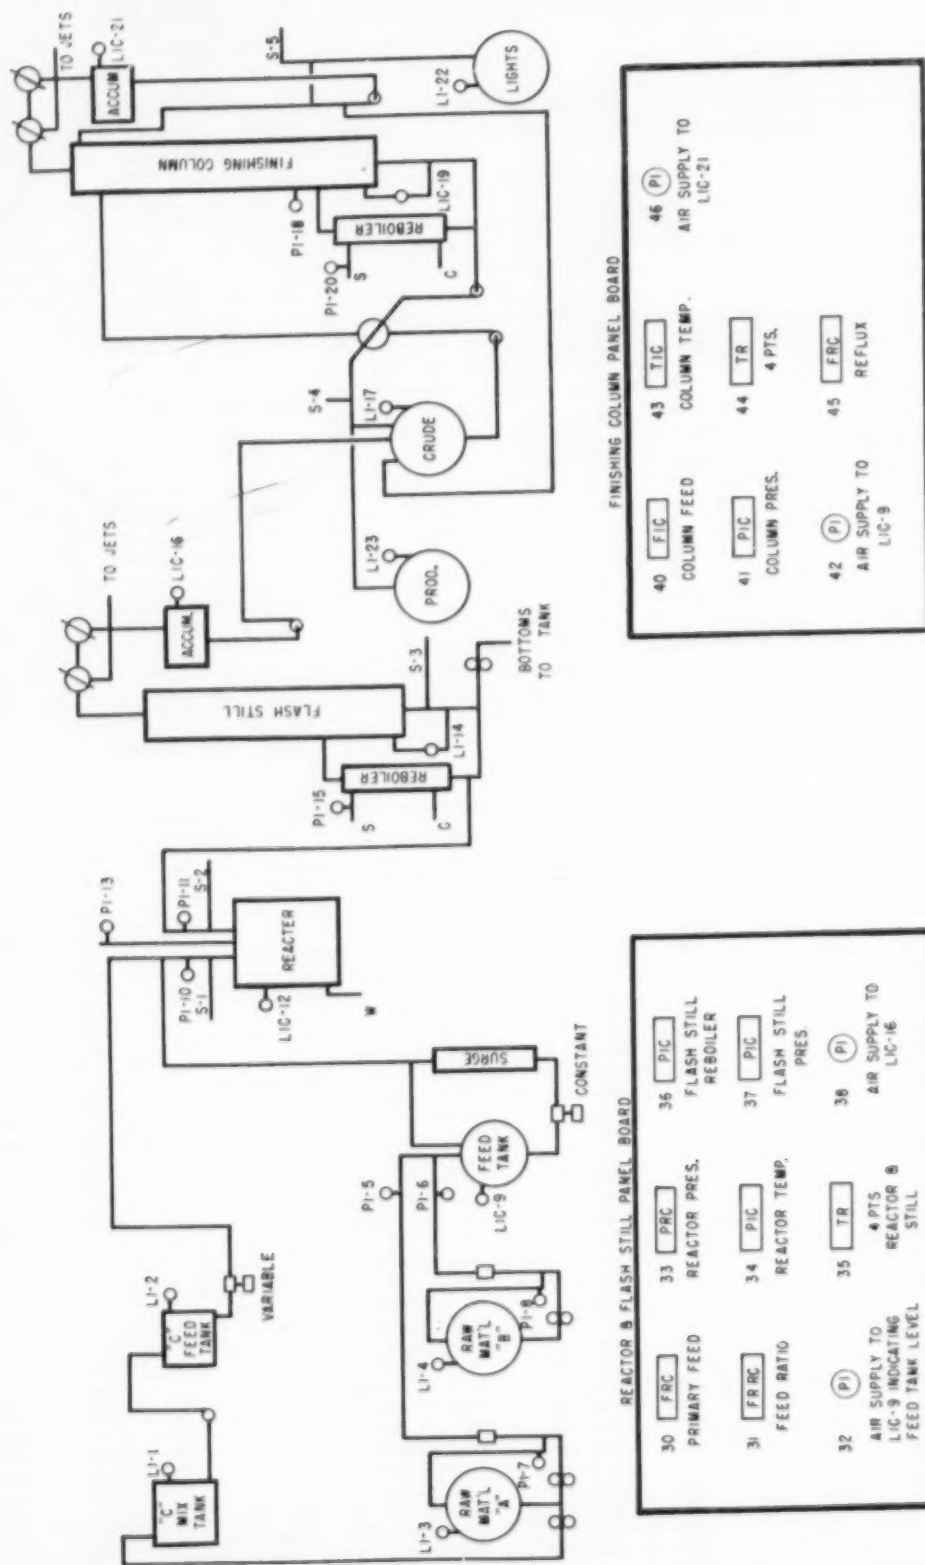 "C"
MIX
TANK
LI-1
"C"
FEED
TANK
LI-2
VARIABLE
LI-3
RAW
MAT'L
"A"
PI-7
LI-4
RAW
MAT'L
"B"
PI-8
PI-5
PI-6
LIC-9
FEED
TANK
SURGE
CONSTANT
PI-10
S-1
PI-13
PI-11
S-2
LIC-12
REACTER
W
PI-15
S
REBOILER
C
LI-14
FLASH STILL
S-3
BOTTOMS
TO TANK
TO JETS
ACCUM.
LIC-16
LI-23
PROD.
S-4
LI-17
CRUDE
PI-20
S
REBOILER
C
PI-18
LIC-19
FINISHING COLUMN
TO JETS
ACCUM.
LIC-21
S-5
LI-22
LIGHTS
REACTOR & FLASH STILL PANEL BOARD
30 FRC
PRIMARY FEED
33 PRC
REACTOR PRES.
36 PIC
FLASH STILL
REBOILER
31 FRRC
FEED RATIO
34 PIC
REACTOR TEMP.
37 PIC
FLASH STILL
PRES.
32 PI
AIR SUPPLY TO
LIC-9 INDICATING
FEED TANK LEVEL
35 TR
4 PTS
REACTOR &
STILL
38 PI
AIR SUPPLY TO
LIC-16
FINISHING COLUMN PANEL BOARD
40 FIC
COLUMN FEED
43 TIC
COLUMN TEMP.
46 PI
AIR SUPPLY TO
LIC-21
41 PIC
COLUMN PRES.
44 TR
4 PTS.
42 PI
AIR SUPPLY TO
LIC-9
45 FRC
REFLUX